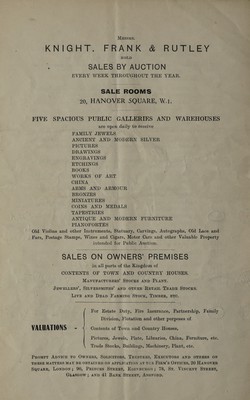 Messrs.
KNIGHT, FRANK & RUTLEY
HOLD
SALES BY AUCTION
EVERY WEEK THROUGHOUT THE YEAR.
SALE ROOMS
20, HANOVER SQUARE, W.1.
FIVE SPACIOUS PUBLIC GALLERIES AND WAREHOUSES
are open daily to receive
FAMILY JEWELS
ANCIENT AND MODERN SILVER
PICTURES
DRAWINGS
ENGRAVINGS
ETCHINGS
BOOKS
WORKS OF ART
CHINA
ARMS AND ARMOUR
BRONZES
MINIATURES
COINS AND MEDALS
TAPESTRIES
ANTIQUE AND MODERN FURNITURE
PIANOFORTES
Old Violins and other Instruments, Statuary, Carvings, Autographs, Old Lace and
Furs, Postage Stamps, Wines and Cigars, Motor Cars and other Valuable Property
intended for Public Auction.
SALES ON OWNERS' PREMISES
in all parts of the Kingdom of
CONTENTS OF TOWN AND COUNTRY HOUSES.
Manufacturers' Stocks and Plant.
Jewellers', Silversmiths' and other Retail Trade Stocks.
Live and Dead Farming Stock, Timber, etc.
For Estate Duty, Fire Insurance, Partnership, Family
Division, Flotation and other purposes of
VALUATIONS - Contents of Town and Country Houses.
Pictures, Jewels, Plate, Libraries, China, Furniture, etc.
Trade Stocks, Buildings, Machinery, Plant, etc.
Prompt Advice to Owners, Solicitors, Trustees, Executors and others on
these matters may be obtained on application at the Firm's Offices, 20 Hanover
Square, London; 90, Princes Street, Edinburgh; 78, St. Vincent Street,
Glasgow; and 41 Bank Street, Ashford.